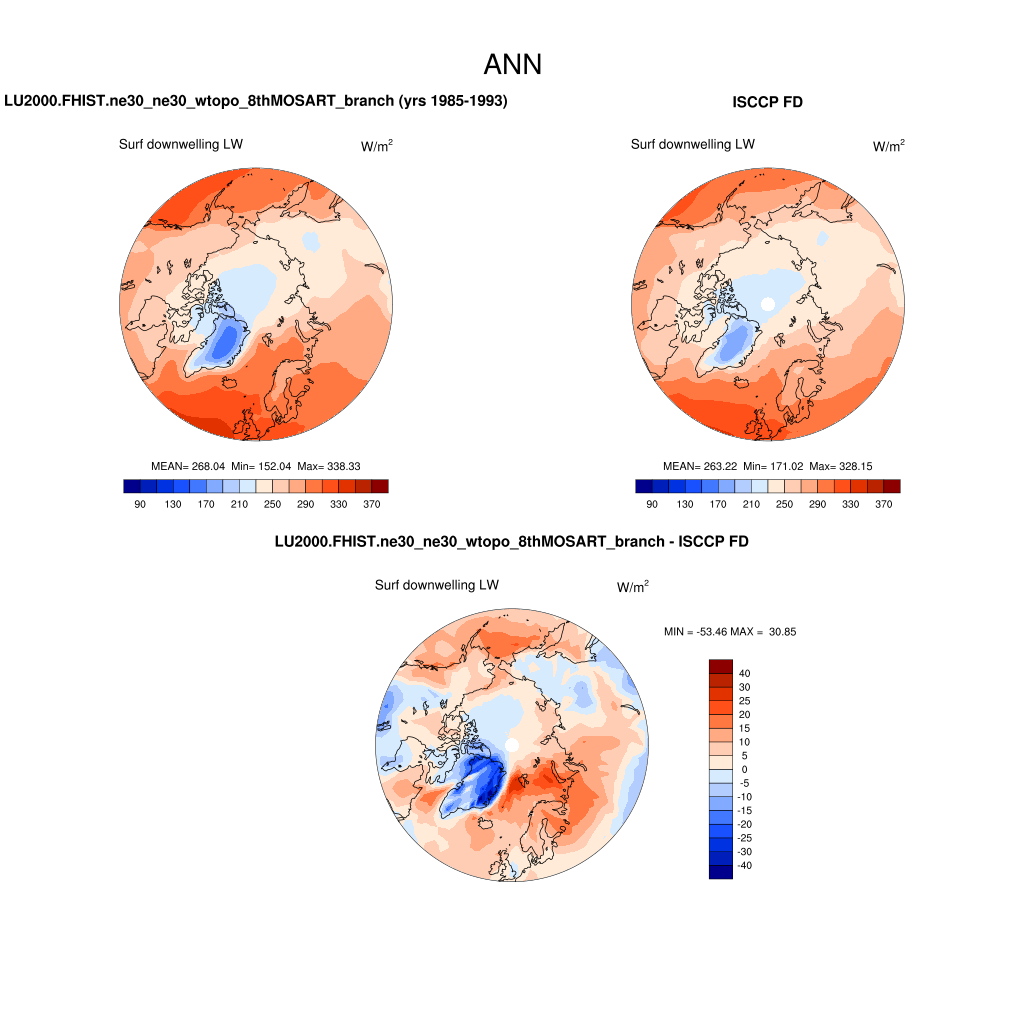 ANN
LU2000.FHIST.ne30_ne30_wtopo_8thMOSART_branch (yrs 1985-1993)
ISCCP FD
Surf downwelling LW
W/m²
Surf downwelling LW
W/m²
MEAN= 268.04 Min= 152.04 Max= 338.33
MEAN= 263.22 Min= 171.02 Max= 328.15
90 130 170 210 250 290 330 370
90 130 170 210 250 290 330 370
LU2000.FHIST.ne30_ne30_wtopo_8thMOSART_branch - ISCCP FD
Surf downwelling LW
W/m²
MIN = -53.46 MAX = 30.85
40
30
25
20
15
10
5
0
-5
-10
-15
-20
-25
-30
-40